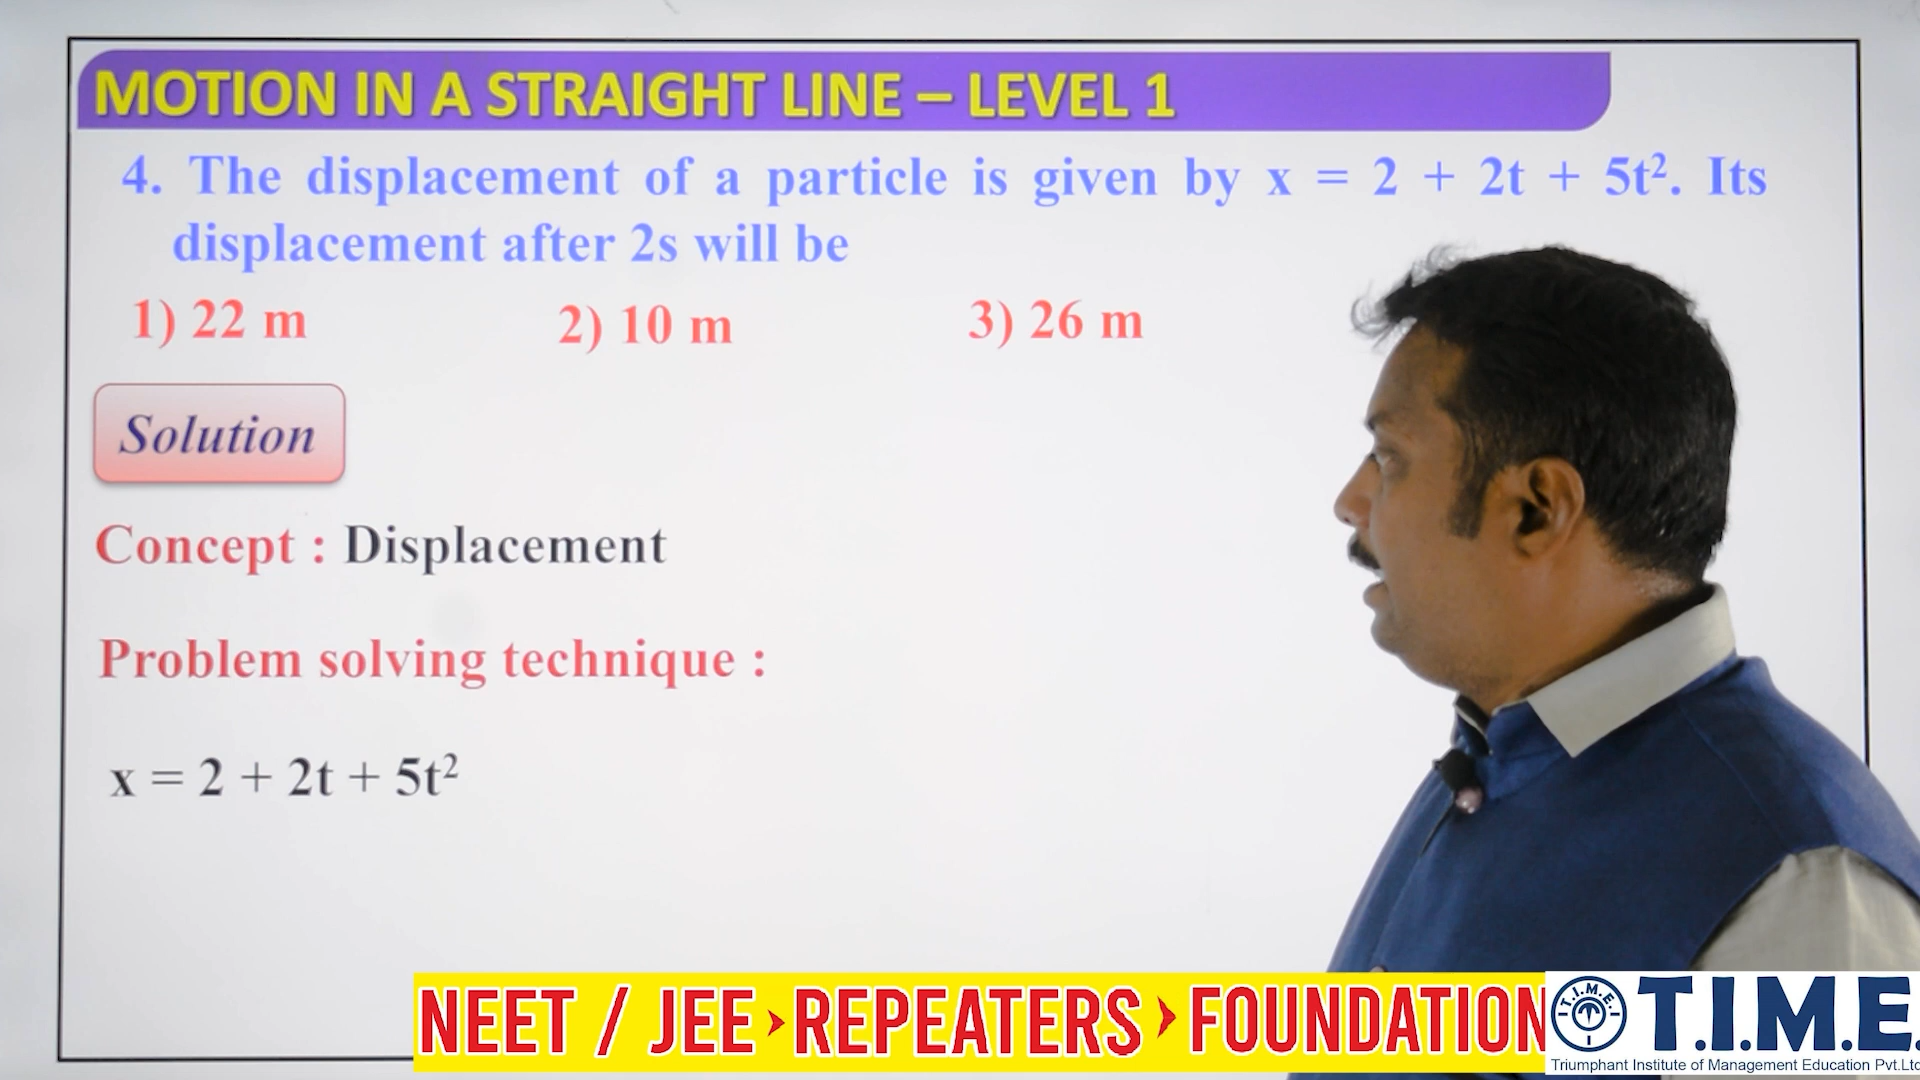 MOTION IN A STRAIGHT LINE – LEVEL 1
4. The displacement of a particle is given by x = 2 + 2t + 5t². Its
displacement after 2s will be
1) 22 m 2) 10 m 3) 26 m
Solution
Concept : Displacement
Problem solving technique :
x = 2 + 2t + 5t²
NEET / JEE > REPEATERS > FOUNDATION
T.I.M.E. T.I.M.E.
Triumphant Institute of Management Education Pvt.Ltd